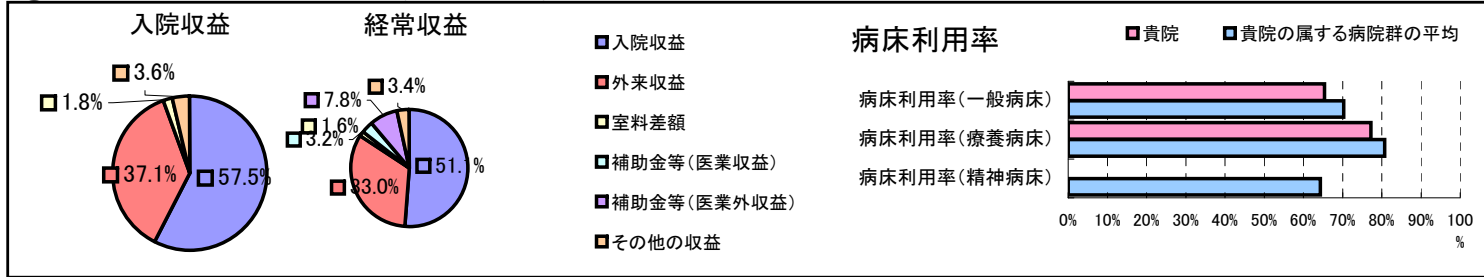 入院収益
3.6%
1.8%
37.1%
57.5%
経常収益
3.4%
7.8%
1.6%
3.2%
33.0%
51.1%
入院収益
外来収益
室料差額
補助金等(医業収益)
補助金等(医業外収益)
その他の収益
病床利用率
貴院
貴院の属する病院群の平均
病床利用率(一般病床)
病床利用率(療養病床)
病床利用率(精神病床)
0% 10% 20% 30% 40% 50% 60% 70% 80% 90% 100
%